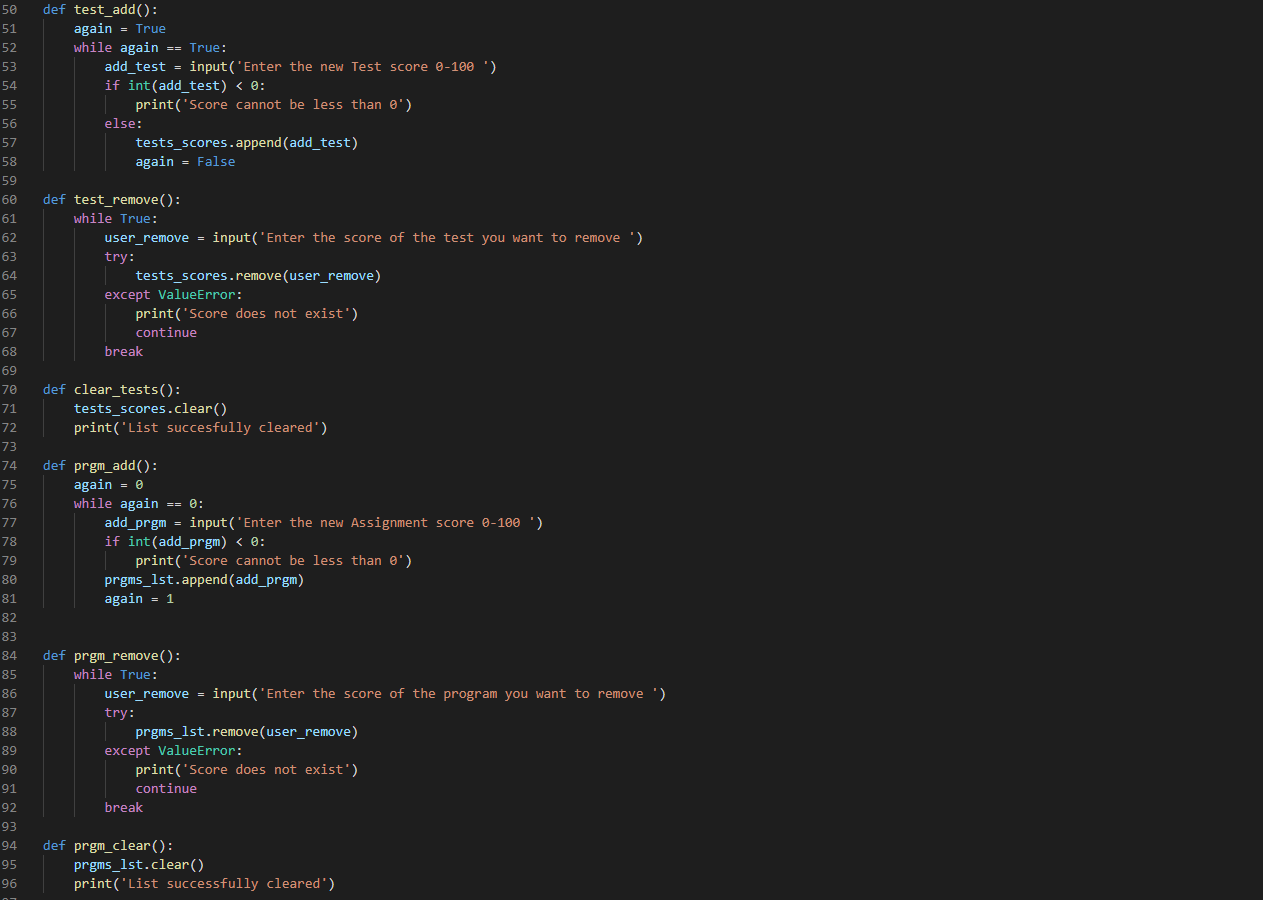 50 def test_add():
51     again = True
52     while again == True:
53         add_test = input('Enter the new Test score 0-100 ')
54         if int(add_test) < 0:
55             print('Score cannot be less than 0')
56         else:
57             tests_scores.append(add_test)
58             again = False
59
60 def test_remove():
61     while True:
62         user_remove = input('Enter the score of the test you want to remove ')
63         try:
64             tests_scores.remove(user_remove)
65         except ValueError:
66             print('Score does not exist')
67             continue
68         break
69
70 def clear_tests():
71     tests_scores.clear()
72     print('List succesfully cleared')
73
74 def prgm_add():
75     again = 0
76     while again == 0:
77         add_prgm = input('Enter the new Assignment score 0-100 ')
78         if int(add_prgm) < 0:
79             print('Score cannot be less than 0')
80         prgms_lst.append(add_prgm)
81         again = 1
82
83
84 def prgm_remove():
85     while True:
86         user_remove = input('Enter the score of the program you want to remove ')
87         try:
88             prgms_lst.remove(user_remove)
89         except ValueError:
90             print('Score does not exist')
91             continue
92         break
93
94 def prgm_clear():
95     prgms_lst.clear()
96     print('List successfully cleared')